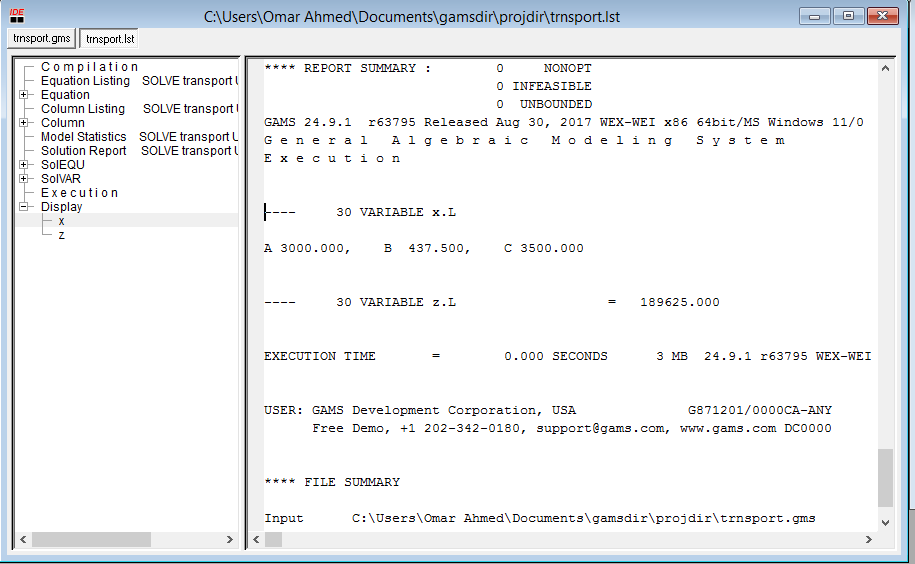 IDE
C:\Users\Omar Ahmed\Documents\gamsdir\projdir\trnsport.lst
trnsport.gms trnsport.lst
C o m p i l a t i o n
Equation Listing SOLVE transport U
Equation
Column Listing SOLVE transport U
Column
Model Statistics SOLVE transport U
Solution Report SOLVE transport U
SolEQU
SolVAR
E x e c u t i o n
Display
x
z
**** REPORT SUMMARY : 0 NONOPT
0 INFEASIBLE
0 UNBOUNDED
GAMS 24.9.1 r63795 Released Aug 30, 2017 WEX-WEI x86 64bit/MS Windows 11/0
G e n e r a l A l g e b r a i c M o d e l i n g S y s t e m
E x e c u t i o n
---- 30 VARIABLE x.L
A 3000.000, B 437.500, C 3500.000
---- 30 VARIABLE z.L = 189625.000
EXECUTION TIME = 0.000 SECONDS 3 MB 24.9.1 r63795 WEX-WEI
USER: GAMS Development Corporation, USA G871201/0000CA-ANY
Free Demo, +1 202-342-0180, support@gams.com, www.gams.com DC0000
**** FILE SUMMARY
Input C:\Users\Omar Ahmed\Documents\gamsdir\projdir\trnsport.gms